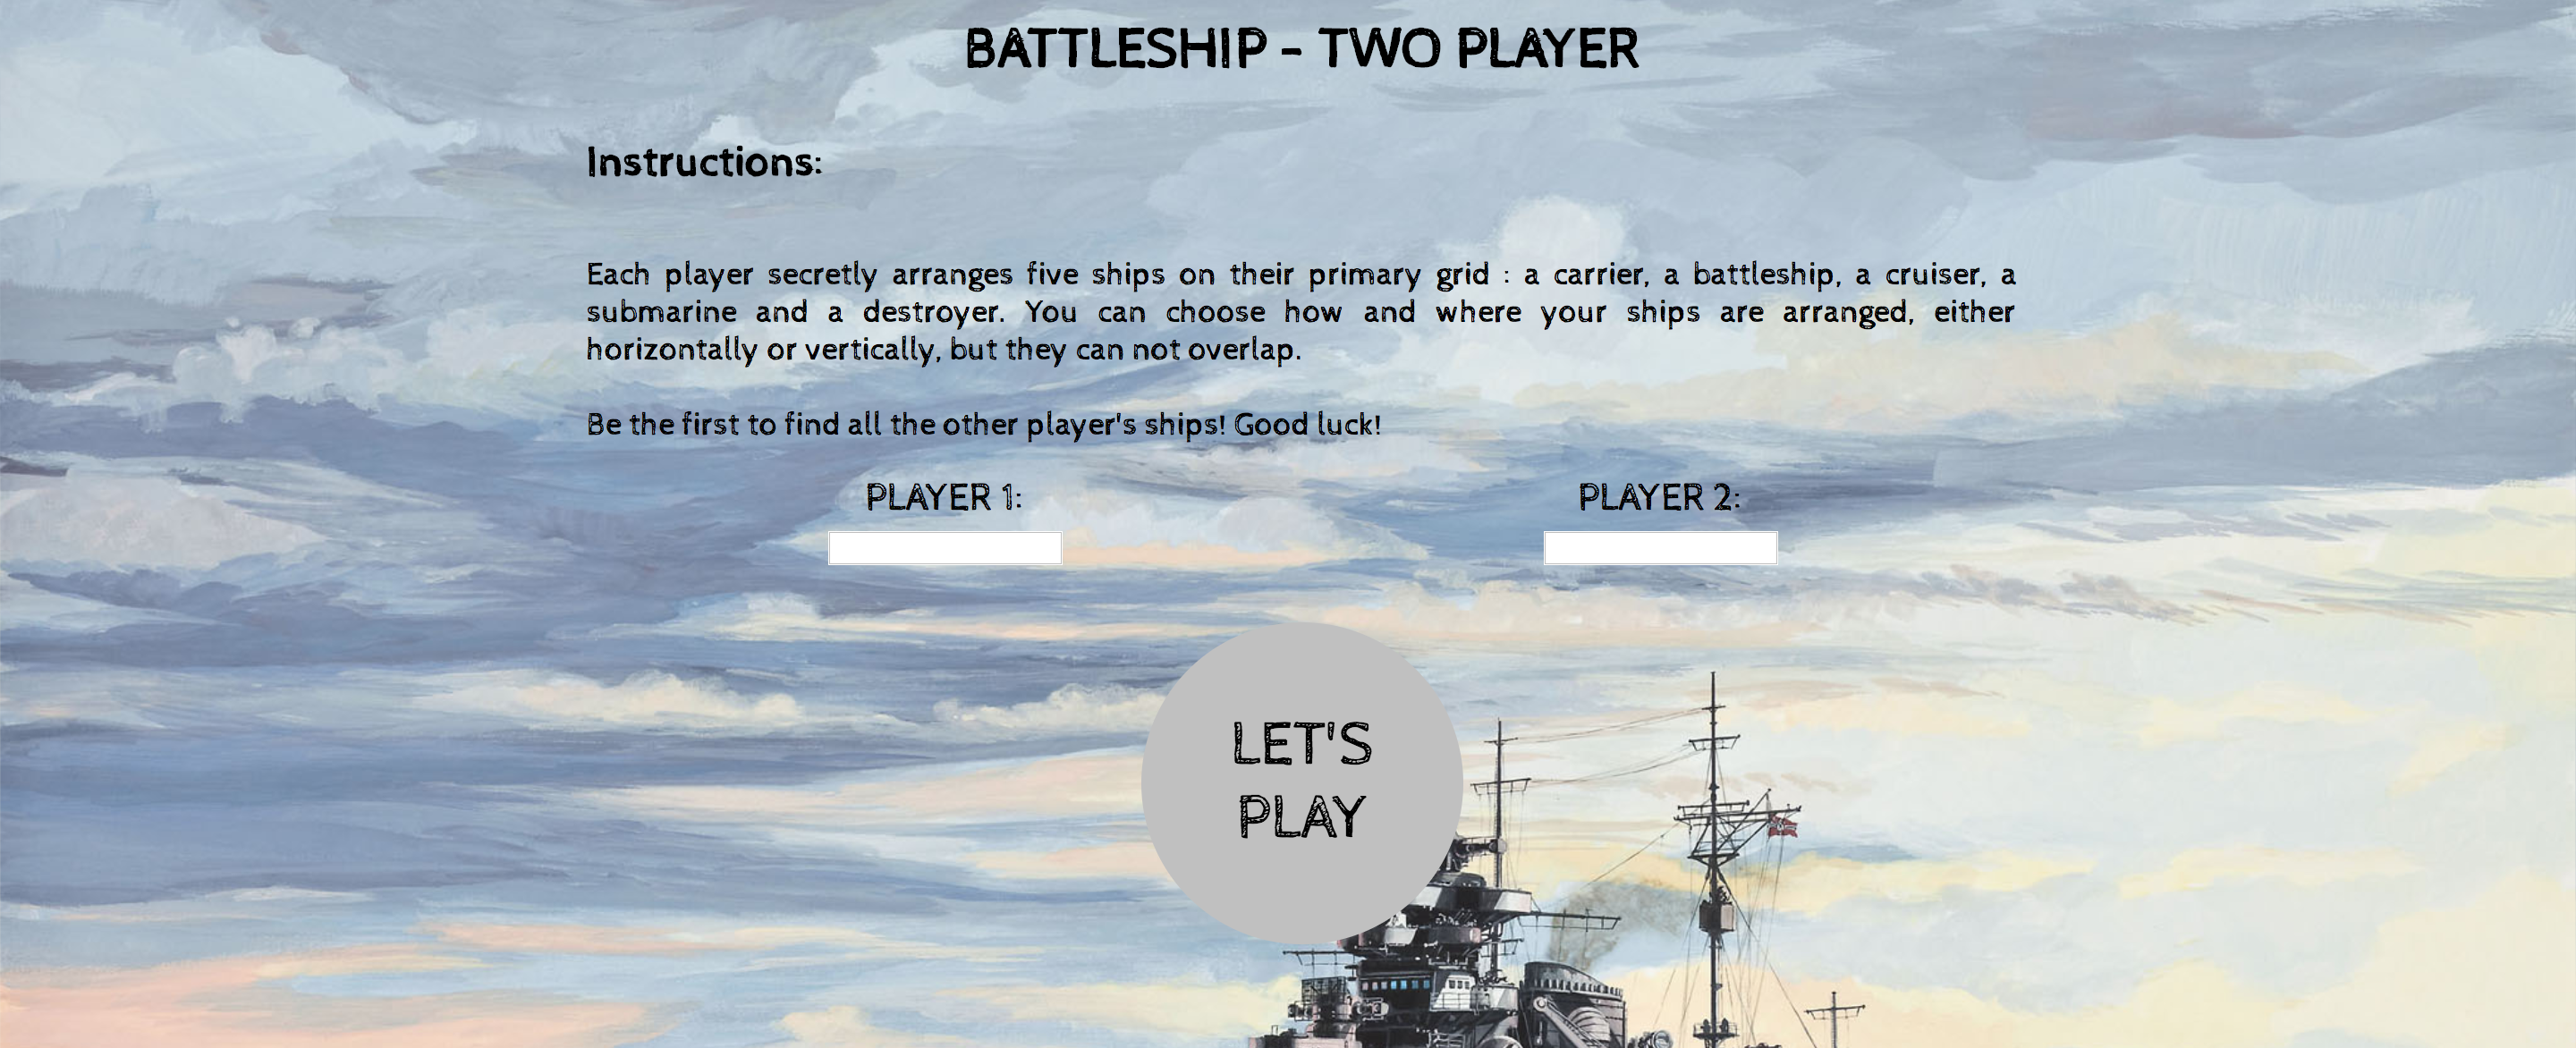 BATTLESHIP - TWO PLAYER
Instructions:
Each player secretly arranges five ships on their primary grid : a carrier, a battleship, a cruiser, a
submarine and a destroyer. You can choose how and where your ships are arranged, either
horizontally or vertically, but they can not overlap.
Be the first to find all the other player's ships! Good luck!
PLAYER 1:
PLAYER 2:
LET'S
PLAY